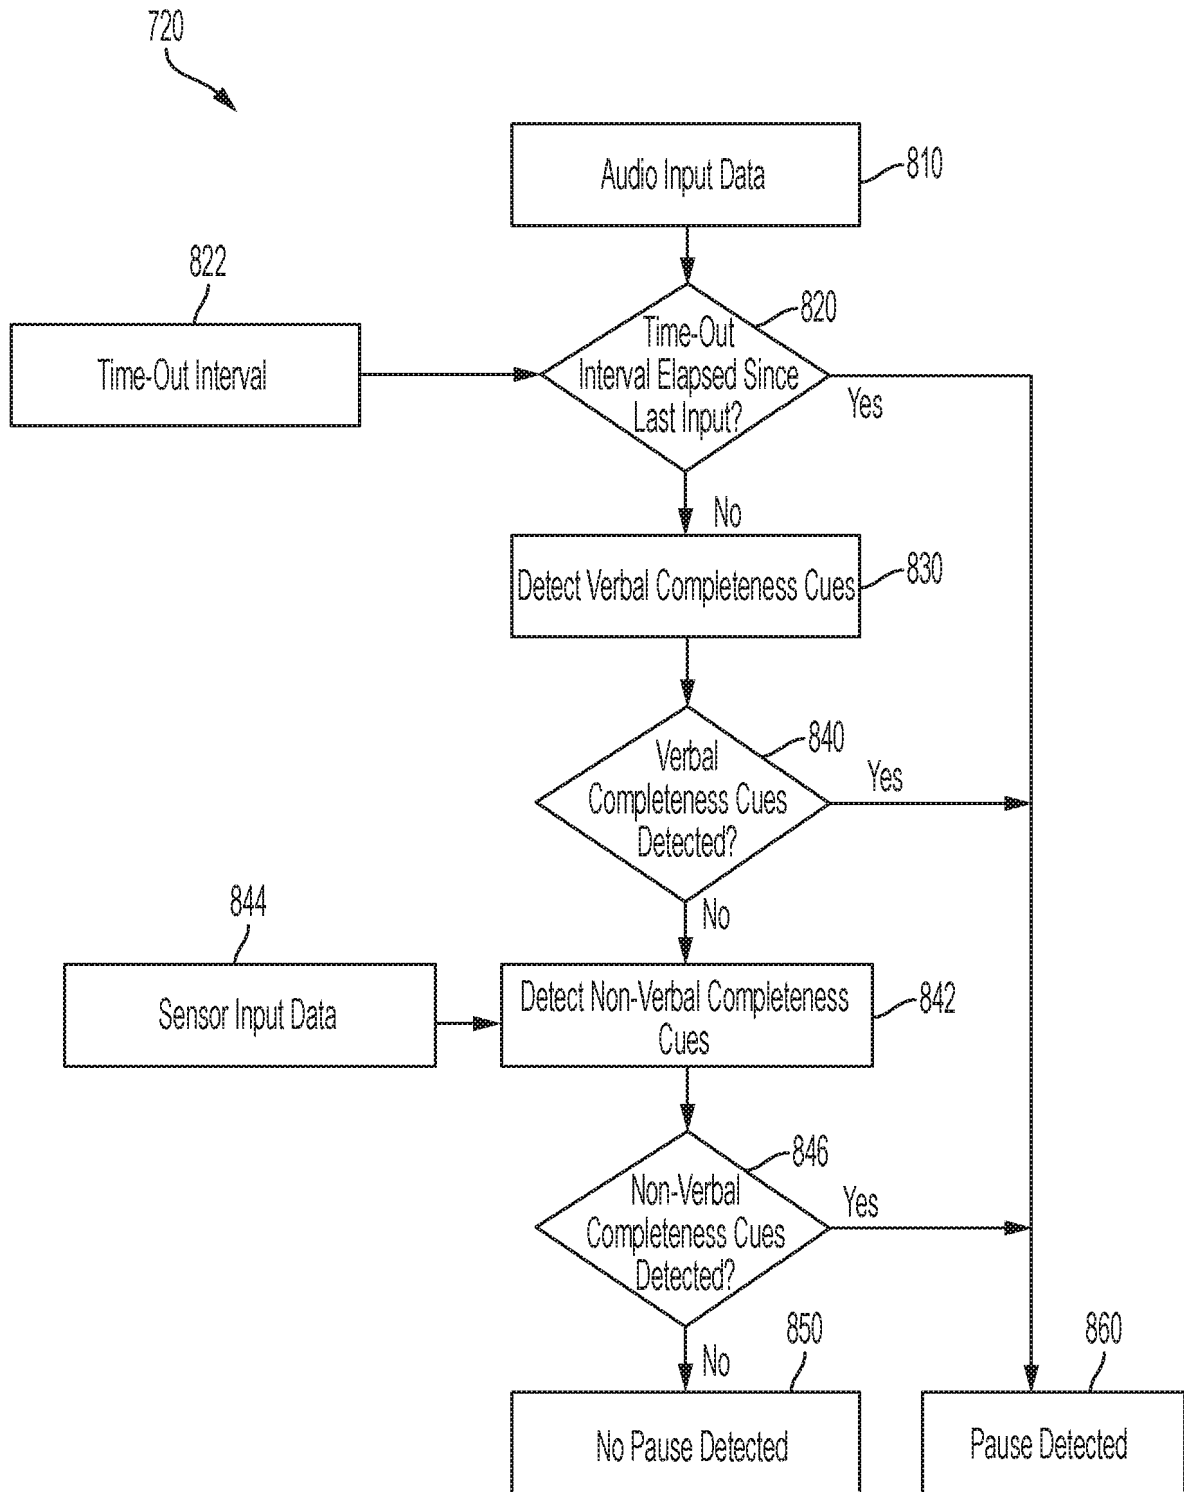 720
Audio Input Data
810
822
Time-Out Interval
820
Time-Out
Interval Elapsed Since
Last Input?
Yes
No
Detect Verbal Completeness Cues
830
840
Verbal
Completeness Cues
Detected?
Yes
No
844
Sensor Input Data
Detect Non-Verbal Completeness
Cues
842
846
Non-Verbal
Completeness Cues
Detected?
Yes
No
850
No Pause Detected
860
Pause Detected